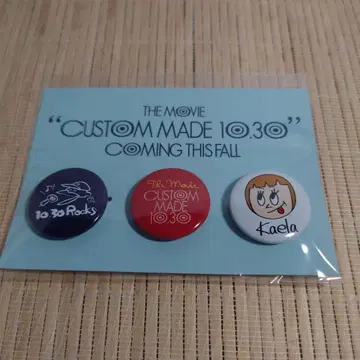 THE MOVIE
"CUSTOM MADE 10.30"
COMING THIS FALL
10.30 Rocks
The Movie
CUSTOM
MADE
10.30
Kaela